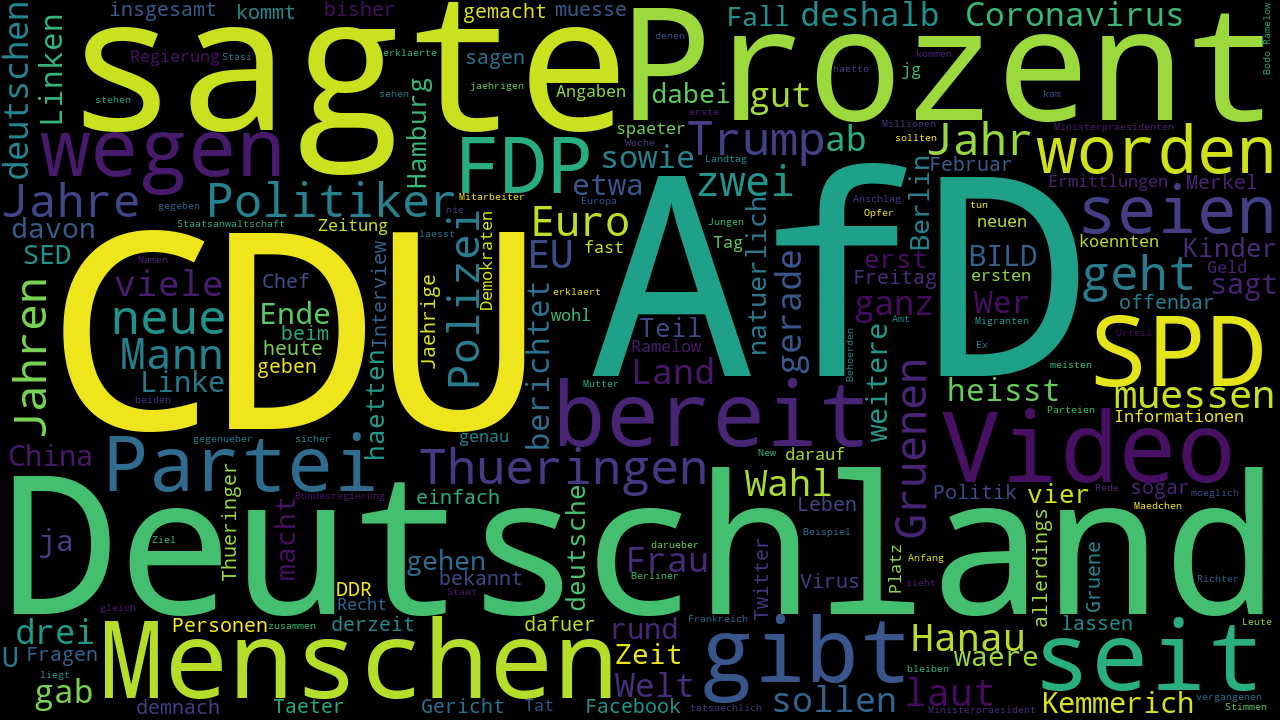 deutschen
insgesamt
kommt
bisher
gemacht
muesse
Fall
deshalb
Coronavirus
Bodo Ramelow
Linken
sagte
Prozent
Regierung
Stasi
erklaerte
sagen
denen
haette
kommen
jg
stehen
sehen
jaehrigen
Angaben
dabei
gut
kam
erste
wegen
Hamburg
FDP
spaeter
Woche
Trump
ab
Millionen
sollten
Jahr
Ministerpraesidenten
worden
sowie
Landtag
zwei
Februar
Jahre
gegeben
Politiker
Mitarbeiter
etwa
Europa
Berlin
Ermittlungen
Merkel
seien
davon
Staatsanwaltschaft
Zeitung
nie
laesst
Polizei
Demokraten
Euro
Jungen
Tag
natuerlich
Anschlag
Opfer
tun
neuen
koennten
Kinder
SED
CDU
Interview
EU
fast
AfD
gerade
erst
Freitag
BILD
ersten
geht
Geld
sagt
Namen
viele
Chef
Jaehrige
erklaert
wohl
Teil
ganz
Wer
offenbar
Jahren
neue
Ende
beim
heute
geben
berichtet
Ramelow
Behoerden
Amt
Migranten
Ex
SPD
Urteil
Mann
Linke
beiden
haetten
Land
Mutter
weitere
Gruenen
heisst
meisten
muessen
Parteien
Informationen
bereit
Video
China
Partei
gegenueber
sicher
genau
Thueringen
New
darauf
Wahl
Deutschland
Thueringer
macht
Bundesregierung
einfach
deutsche
Leben
Politik
vier
Rede
sogar
moeglich
Maedchen
ja
Ziel
gehen
bekannt
darueber
Frau
Berliner
Beispiel
Twitter
Virus
Platz
Anfang
sieht
allerdings
Gruene
Richter
DDR
Recht
Staat
gleich
drei
Menschen
Personen
zusammen
derzeit
dafuer
rund
Frankreich
gibt
Hanau
waere
lassen
seit
Leute
U
Fragen
liegt
gab
Zeit
Welt
bleiben
laut
Kemmerich
vergangenen
Stimmen
demnach
Taeter
Gericht
Tat
Facebook
tatsaechlich
sollen
Ministerpraesident